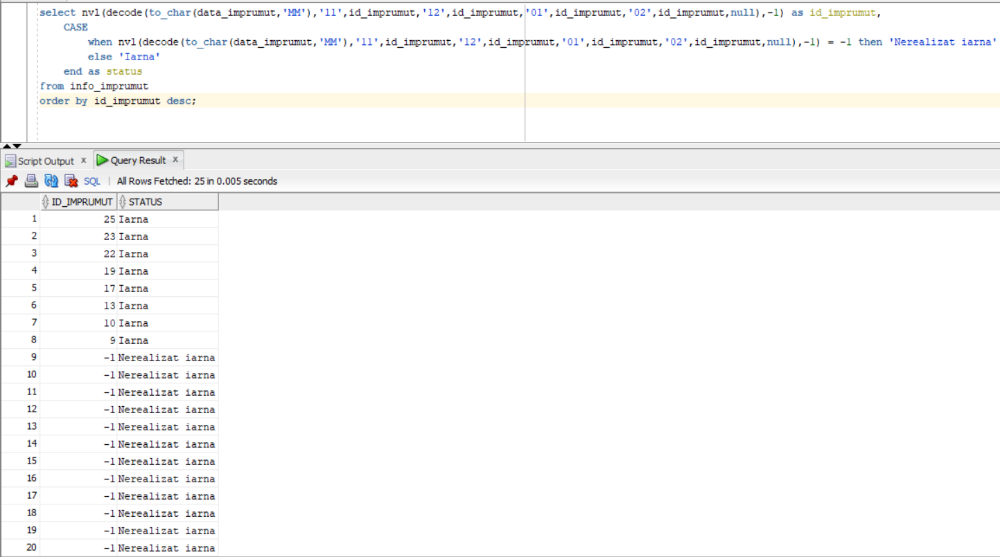 select nvl(decode(to_char(data_imprumut,'MM'),'11',id_imprumut,'12',id_imprumut,'01',id_imprumut,'02',id_imprumut,null),-1) as id_imprumut,
CASE
when nvl(decode(to_char(data_imprumut,'MM'),'11',id_imprumut,'12',id_imprumut,'01',id_imprumut,'02',id_imprumut,null),-1) = -1 then 'Nerealizat iarna'
else 'Iarna'
end as status
from info_imprumut
order by id_imprumut desc;
Script Output x Query Result x
SQL | All Rows Fetched: 25 in 0.005 seconds
ID_IMPRUMUT STATUS
1 25 Iarna
2 23 Iarna
3 22 Iarna
4 19 Iarna
5 17 Iarna
6 13 Iarna
7 10 Iarna
8 9 Iarna
9 -1 Nerealizat iarna
10 -1 Nerealizat iarna
11 -1 Nerealizat iarna
12 -1 Nerealizat iarna
13 -1 Nerealizat iarna
14 -1 Nerealizat iarna
15 -1 Nerealizat iarna
16 -1 Nerealizat iarna
17 -1 Nerealizat iarna
18 -1 Nerealizat iarna
19 -1 Nerealizat iarna
20 -1 Nerealizat iarna